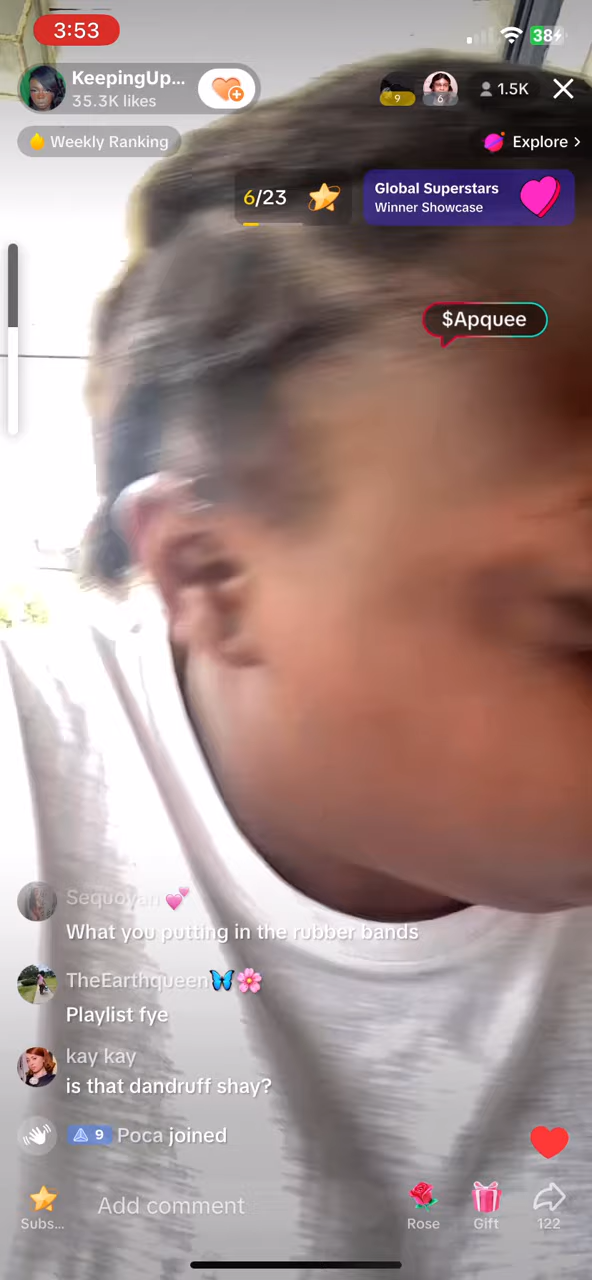 3:53
38
KeepingUp...
35.3K likes
9
6
1.5K
Weekly Ranking
Explore >
6/23
Global Superstars
Winner Showcase
$Apquee
Sequoyah 💕
What you putting in the rubber bands
TheEarthqueen🦋🌸
Playlist fye
kay kay
is that dandruff shay?
9 Poca joined
Add comment
Subs...
Rose
Gift
122